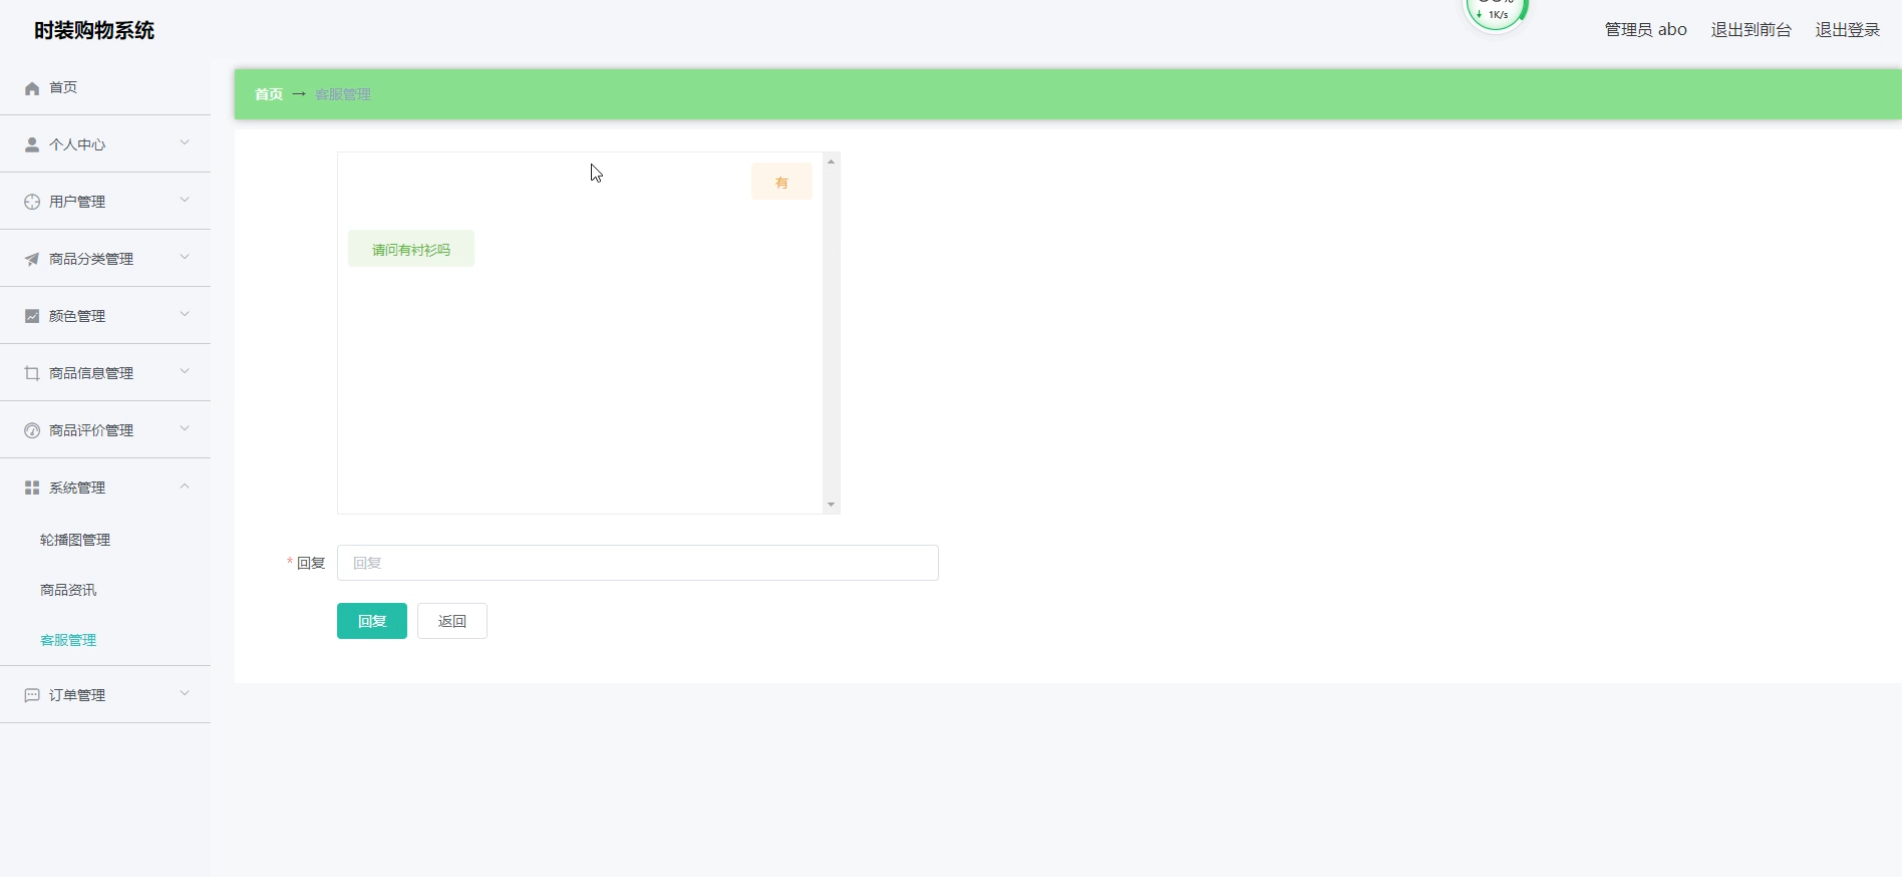 时装购物系统
1K/s
管理员 abo 退出到前台 退出登录
首页
个人中心
用户管理
商品分类管理
颜色管理
商品信息管理
商品评价管理
系统管理
轮播图管理
商品资讯
客服管理
订单管理
首页 → 客服管理
有
请问有衬衫吗
* 回复 回复
回复 返回